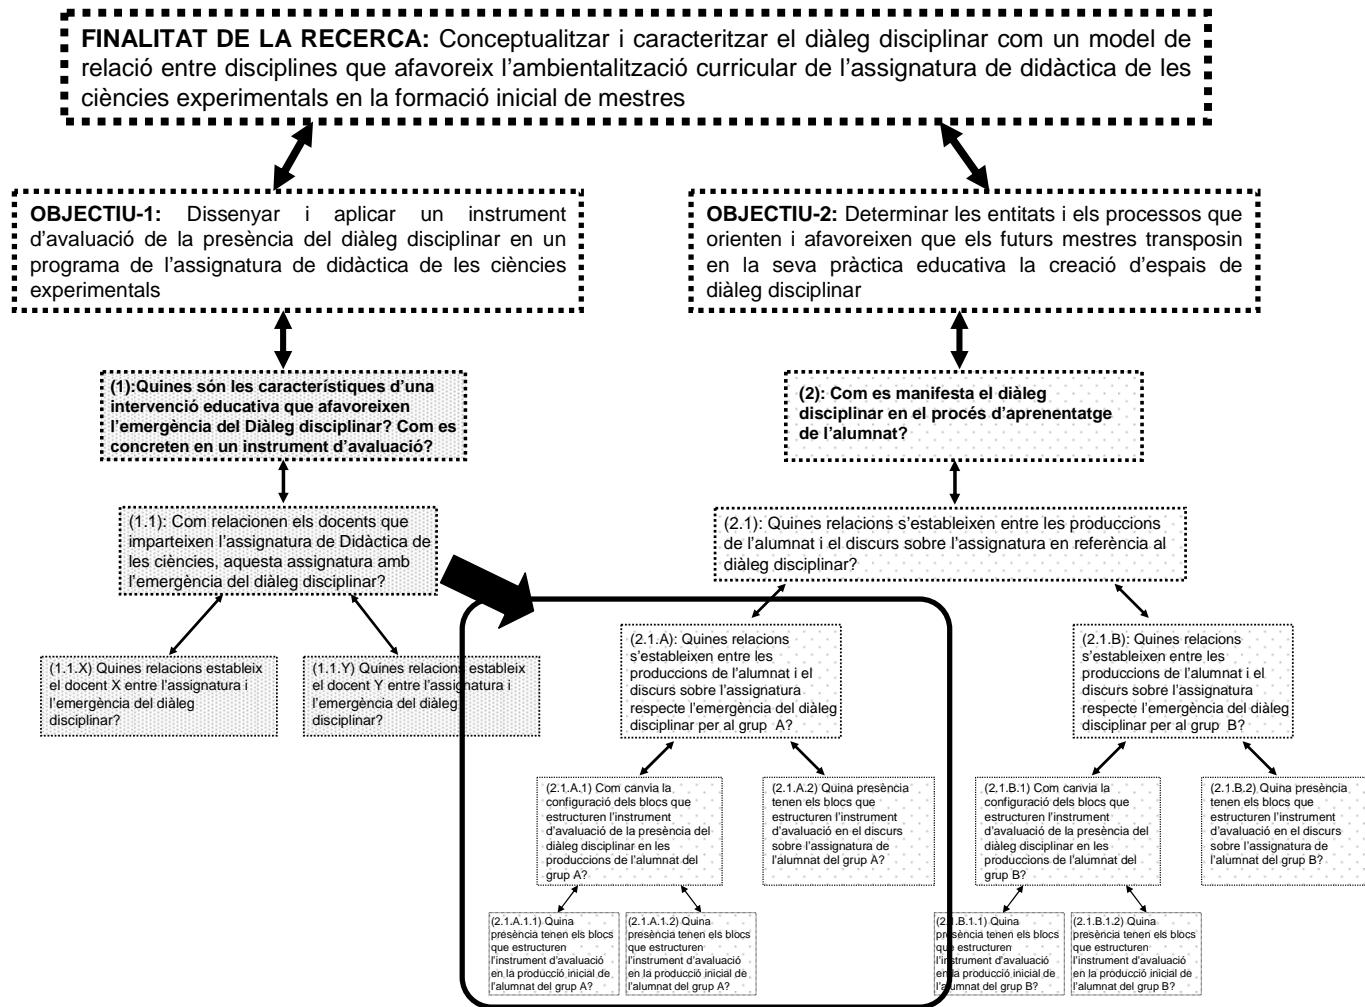 FINALITAT DE LA RECERCA: Conceptualitzar i caracteritzar el diàleg disciplinar com un model de
relació entre disciplines que afavoreix l’ambientalització curricular de l’assignatura de didàctica de les
ciències experimentals en la formació inicial de mestres
OBJECTIU-1: Dissenyar i aplicar un instrument
d’avaluació de la presència del diàleg disciplinar en un
programa de l’assignatura de didàctica de les ciències
experimentals
OBJECTIU-2: Determinar les entitats i els processos que
orienten i afavoreixen que els futurs mestres transposin
en la seva pràctica educativa la creació d’espais de
diàleg disciplinar
(1):Quines són les característiques d’una
intervenció educativa que afavoreixen
l’emergència del Diàleg disciplinar? Com es
concreten en un instrument d’avaluació?
(2): Com es manifesta el diàleg
disciplinar en el procés d’aprenentatge
de l’alumnat?
(1.1): Com relacionen els docents que
imparteixen l’assignatura de Didàctica de
les ciències, aquesta assignatura amb
l’emergència del diàleg disciplinar?
(2.1): Quines relacions s’estableixen entre les produccions
de l’alumnat i el discurs sobre l’assignatura en referència al
diàleg disciplinar?
(1.1.X) Quines relacions estableix
el docent X entre l’assignatura i
l’emergència del diàleg
disciplinar?
(1.1.Y) Quines relacions estableix
el docent Y entre l’assignatura i
l’emergència del diàleg
disciplinar?
(2.1.A): Quines relacions
s’estableixen entre les
produccions de l’alumnat i el
discurs sobre l’assignatura
respecte l’emergència del diàleg
disciplinar per al grup A?
(2.1.B): Quines relacions
s’estableixen entre les
produccions de l’alumnat i el
discurs sobre l’assignatura
respecte l’emergència del diàleg
disciplinar per al grup B?
(2.1.A.1) Com canvia la
configuració dels blocs que
estructuren l’instrument
d’avaluació de la presència del
diàleg disciplinar en les
produccions de l’alumnat del
grup A?
(2.1.A.2) Quina presència
tenen els blocs que
estructuren l’instrument
d’avaluació en el discurs
sobre l’assignatura de
l’alumnat del grup A?
(2.1.B.1) Com canvia la
configuració dels blocs que
estructuren l’instrument
d’avaluació de la presència del
diàleg disciplinar en les
produccions de l’alumnat del
grup B?
(2.1.B.2) Quina presència
tenen els blocs que
estructuren l’instrument
d’avaluació en el discurs
sobre l’assignatura de
l’alumnat del grup B?
(2.1.A.1.1) Quina
presència tenen els blocs
que estructuren
l’instrument d’avaluació
en la producció inicial de
l’alumnat del grup A?
(2.1.A.1.2) Quina
presència tenen els blocs
que estructuren
l’instrument d’avaluació
en la producció inicial de
l’alumnat del grup A?
(2.1.B.1.1) Quina
presència tenen els blocs
que estructuren
l’instrument d’avaluació
en la producció inicial de
l’alumnat del grup B?
(2.1.B.1.2) Quina
presència tenen els blocs
que estructuren
l’instrument d’avaluació
en la producció inicial de
l’alumnat del grup B?